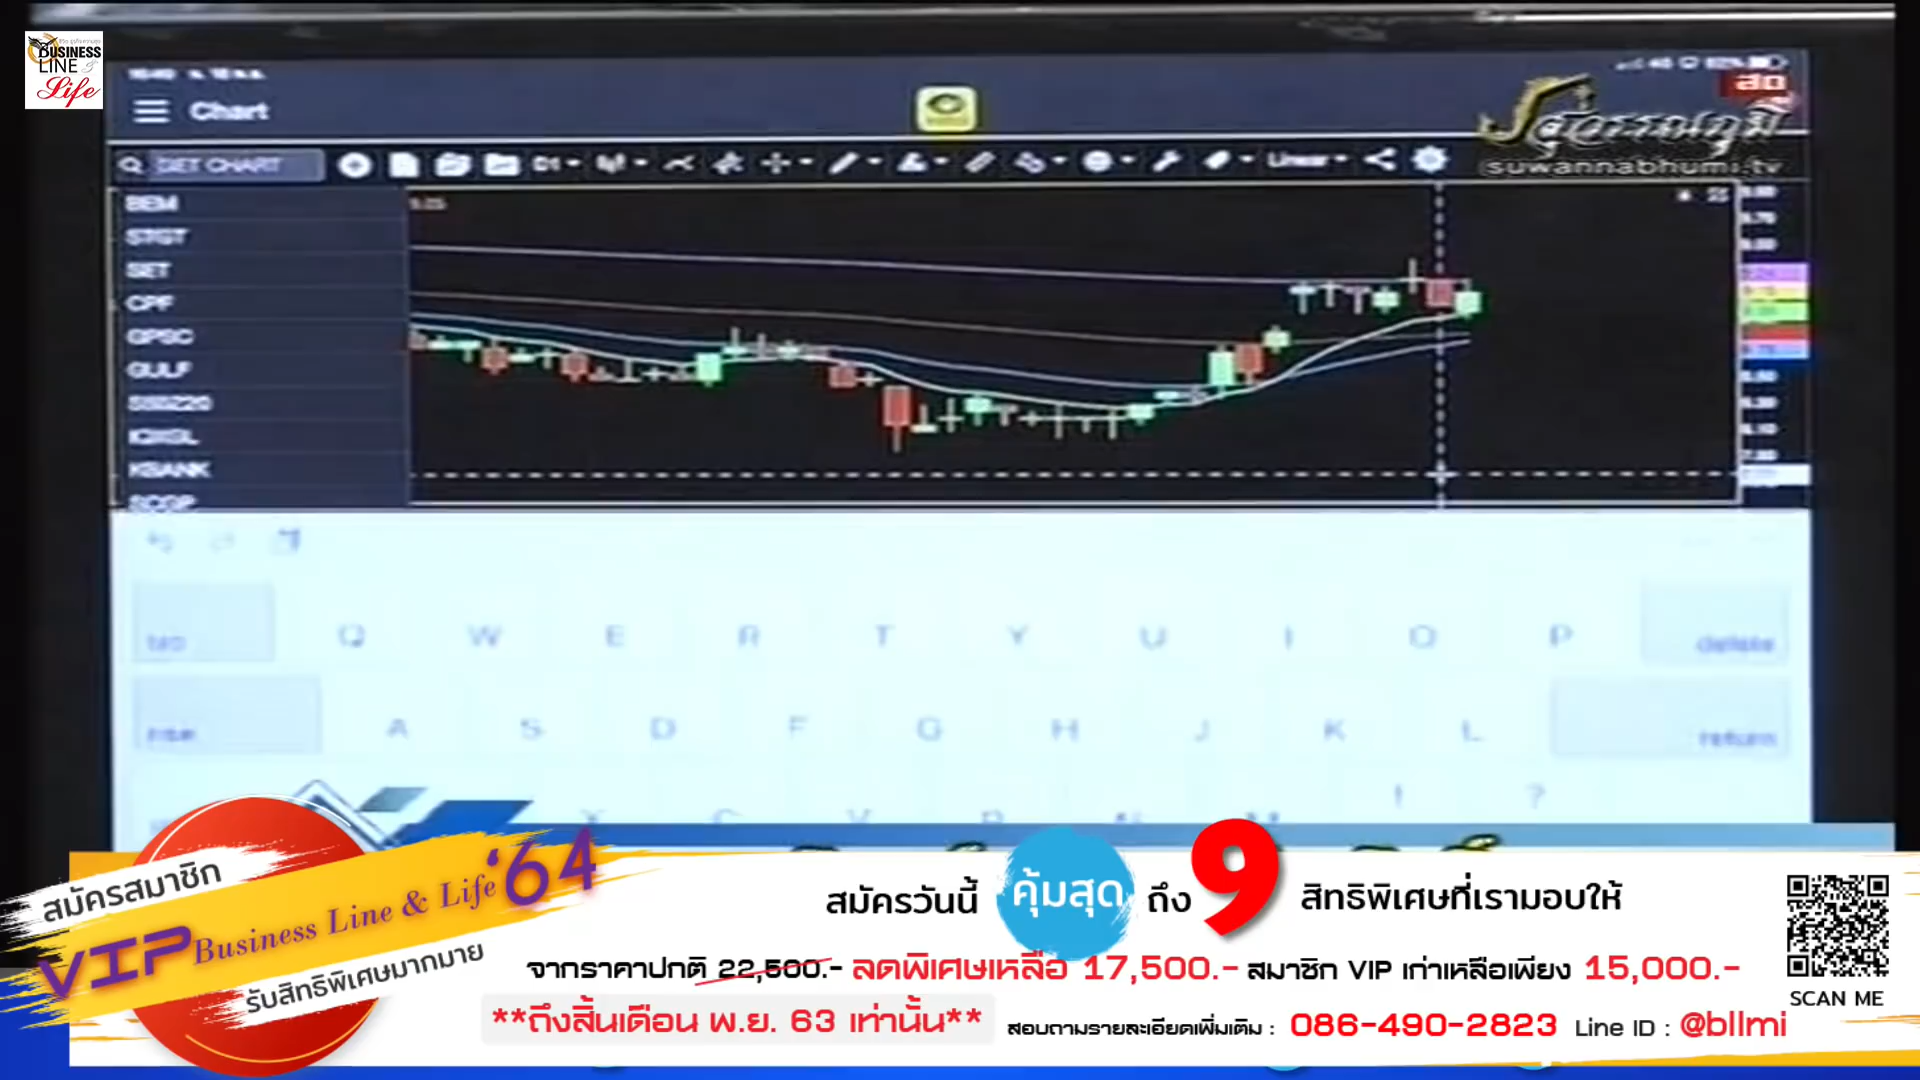 BUSINESS
LINE &
Life
Chart
สด
สุวรรณภูมิ
suwannabhumi.tv
GET CHART
Linear
BEM
STGT
SET
CPF
GPSC
GULF
S50Z20
KBANK
SCGP
tab
Q W E R T Y U I O P
delete
A S D F G H J K L
return
! ?
สมัครสมาชิก
VIP Business Line & Life '64
รับสิทธิพิเศษมากมาย
สมัครวันนี้ คุ้มสุด ถึง 9 สิทธิพิเศษที่เรามอบให้
จากราคาปกติ 22,500.- ลดพิเศษเหลือ 17,500.- สมาชิก VIP เก่าเหลือเพียง 15,000.-
**ถึงสิ้นเดือน พ.ย. 63 เท่านั้น** สอบถามรายละเอียดเพิ่มเติม : 086-490-2823 Line ID : @bllmi
SCAN ME